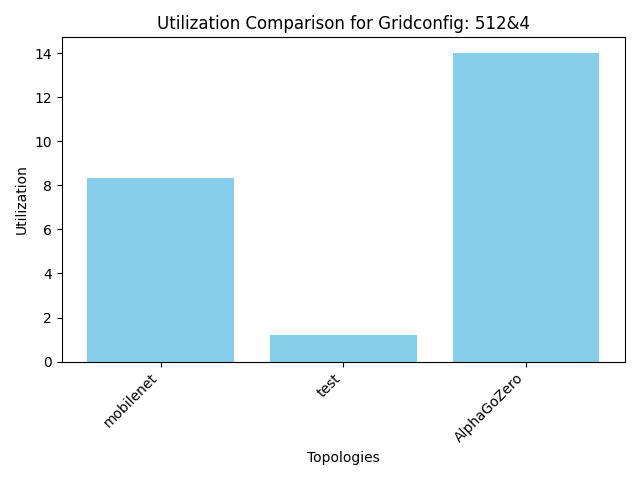 Utilization Comparison for Gridconfig: 512&4
Utilization
14
12
10
8
6
4
2
0
mobilenet
test
AlphaGoZero
Topologies